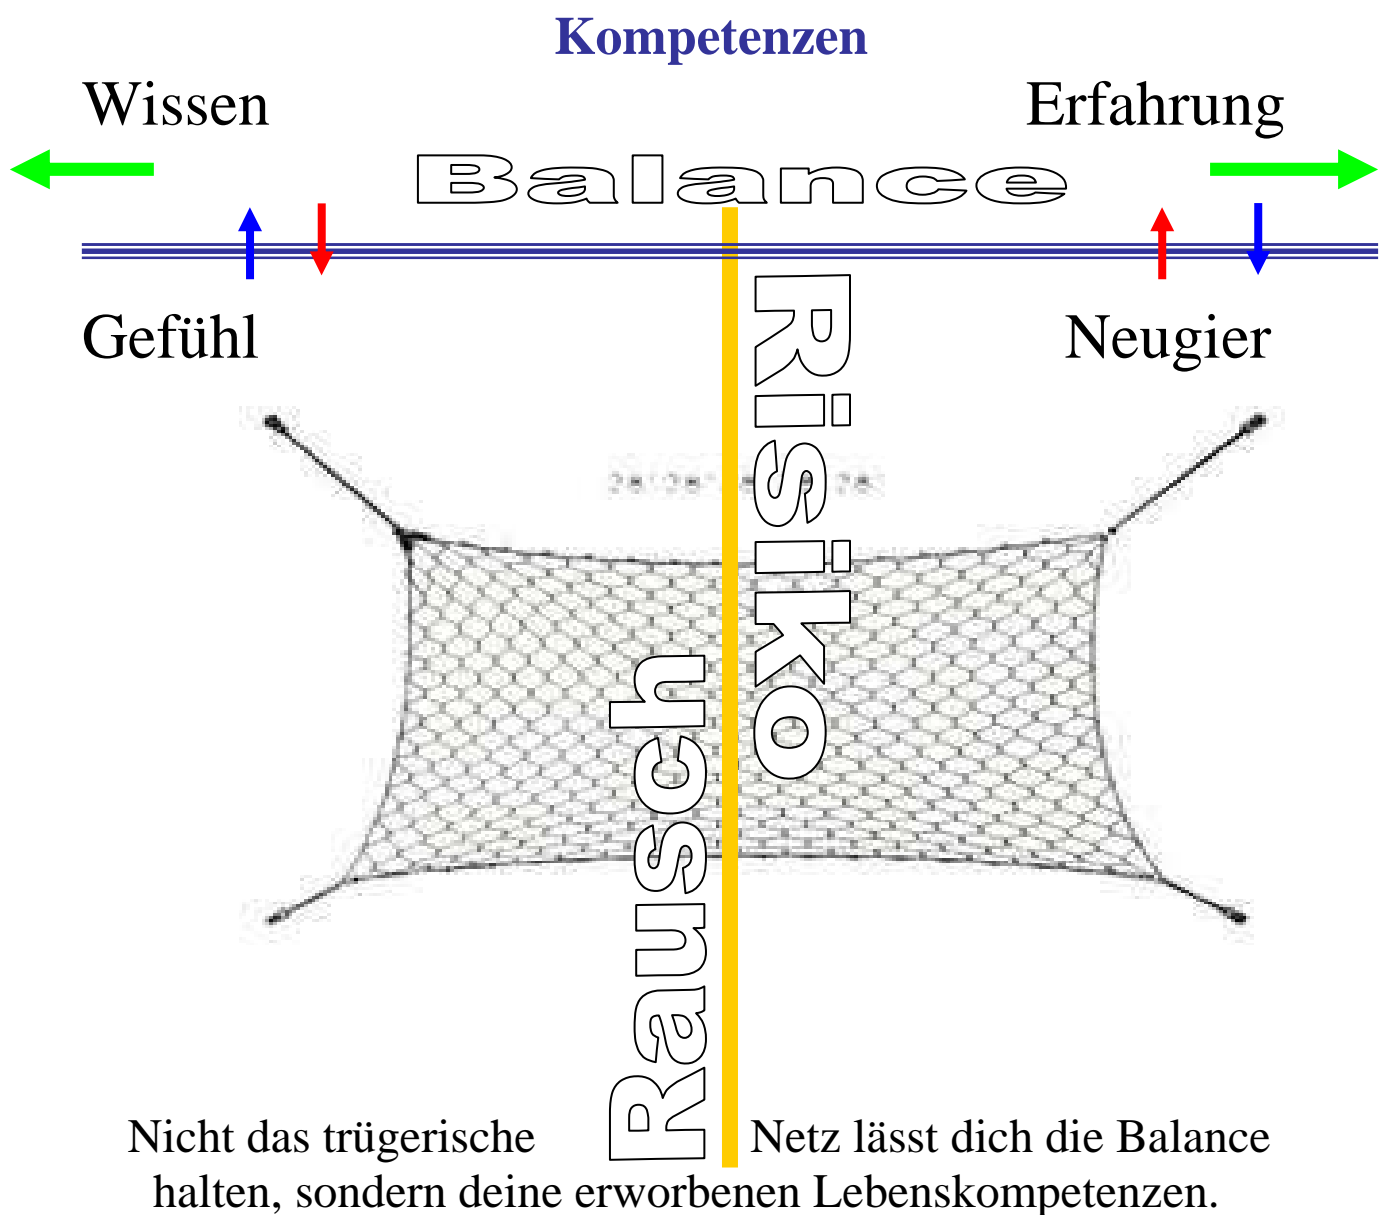 Kompetenzen
Wissen Erfahrung
Balance
Gefühl Neugier
Risiko
Rausch
Nicht das trügerische Netz lässt dich die Balance
halten, sondern deine erworbenen Lebenskompetenzen.